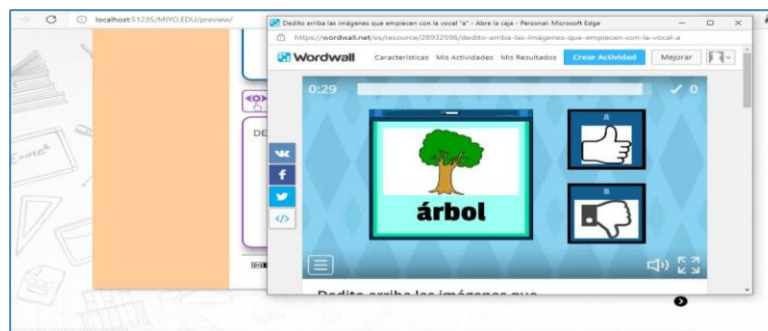 localhost:51235/MIYO.EDU/preview/
Dedito arriba las imágenes que empiecen con la vocal "a" - Abre la caja - Personal: Microsoft Edge
https://wordwall.net/es/resource/28932596/dedito-arriba-las-imágenes-que-empiecen-con-la-vocal-a
Wordwall
Características
Mis Actividades
Mis Resultados
Crear Actividad
Mejorar
0:29
0
A
árbol
B
DE
Dedito arriba las imágenes que